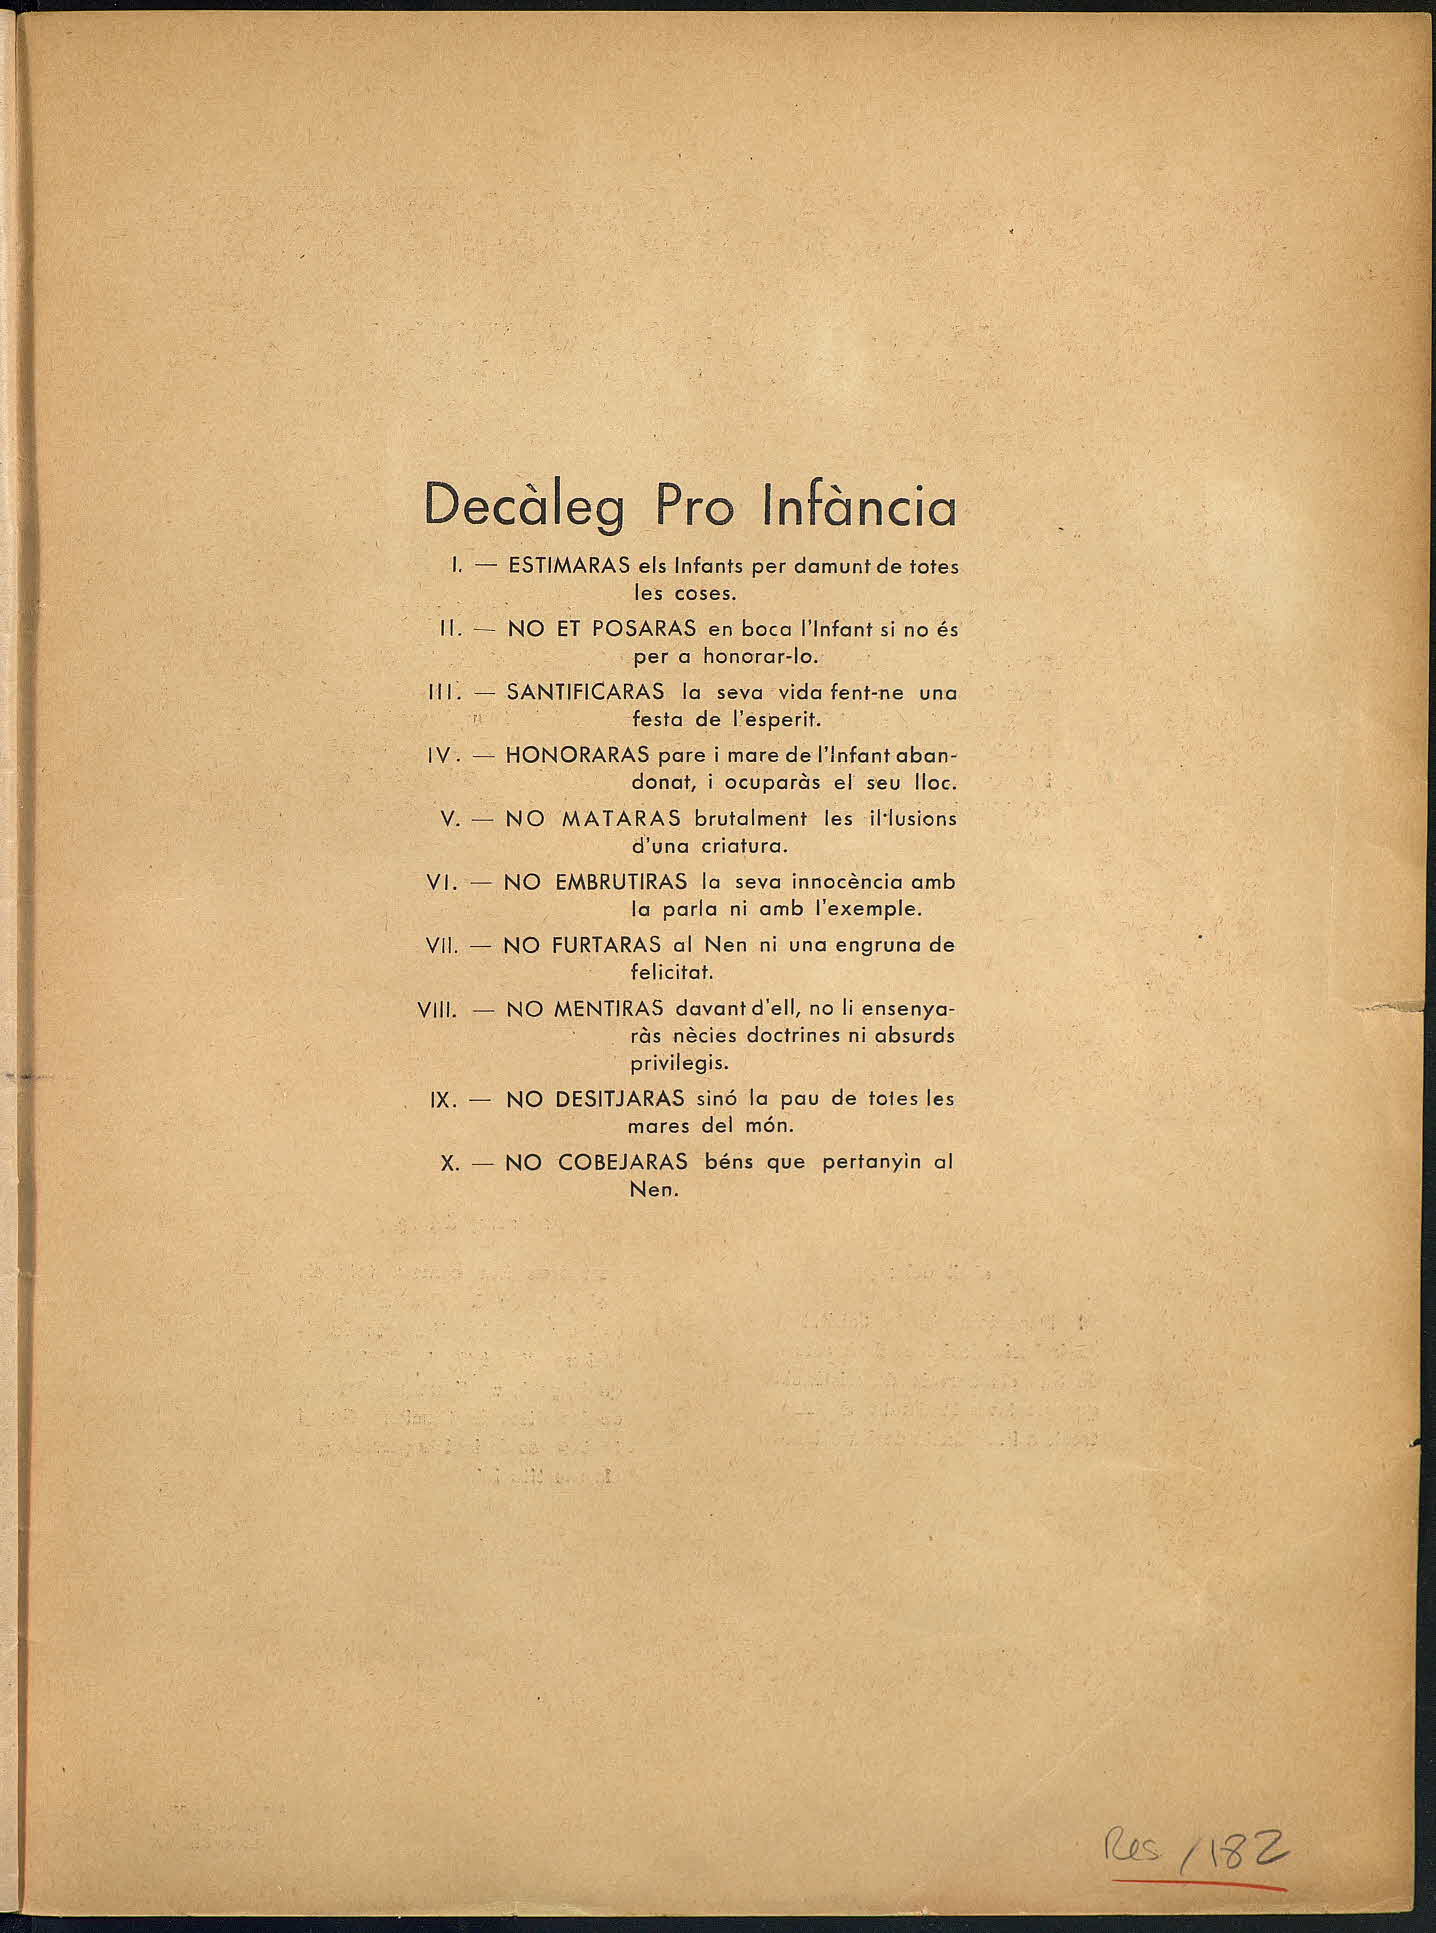 Decàleg Pro Infància
I. — ESTIMARAS els Infants per damunt de totes
les coses.
II. — NO ET POSARAS en boca l'Infant si no és
per a honorar-lo.
III. — SANTIFICARAS la seva vida fent-ne una
festa de l'esperit.
IV. — HONORARAS pare i mare de l'Infant aban-
donat, i ocuparàs el seu lloc.
V. — NO MATARAS brutalment les il·lusions
d'una criatura.
VI. — NO EMBRUTIRAS la seva innocència amb
la parla ni amb l'exemple.
VII. — NO FURTARAS al Nen ni una engruna de
felicitat.
VIII. — NO MENTIRAS davant d'ell, no li ensenya-
ràs nècies doctrines ni absurds
privilegis.
IX. — NO DESITJARAS sinó la pau de totes les
mares del món.
X. — NO COBEJARAS béns que pertanyin al
Nen.
Res /182